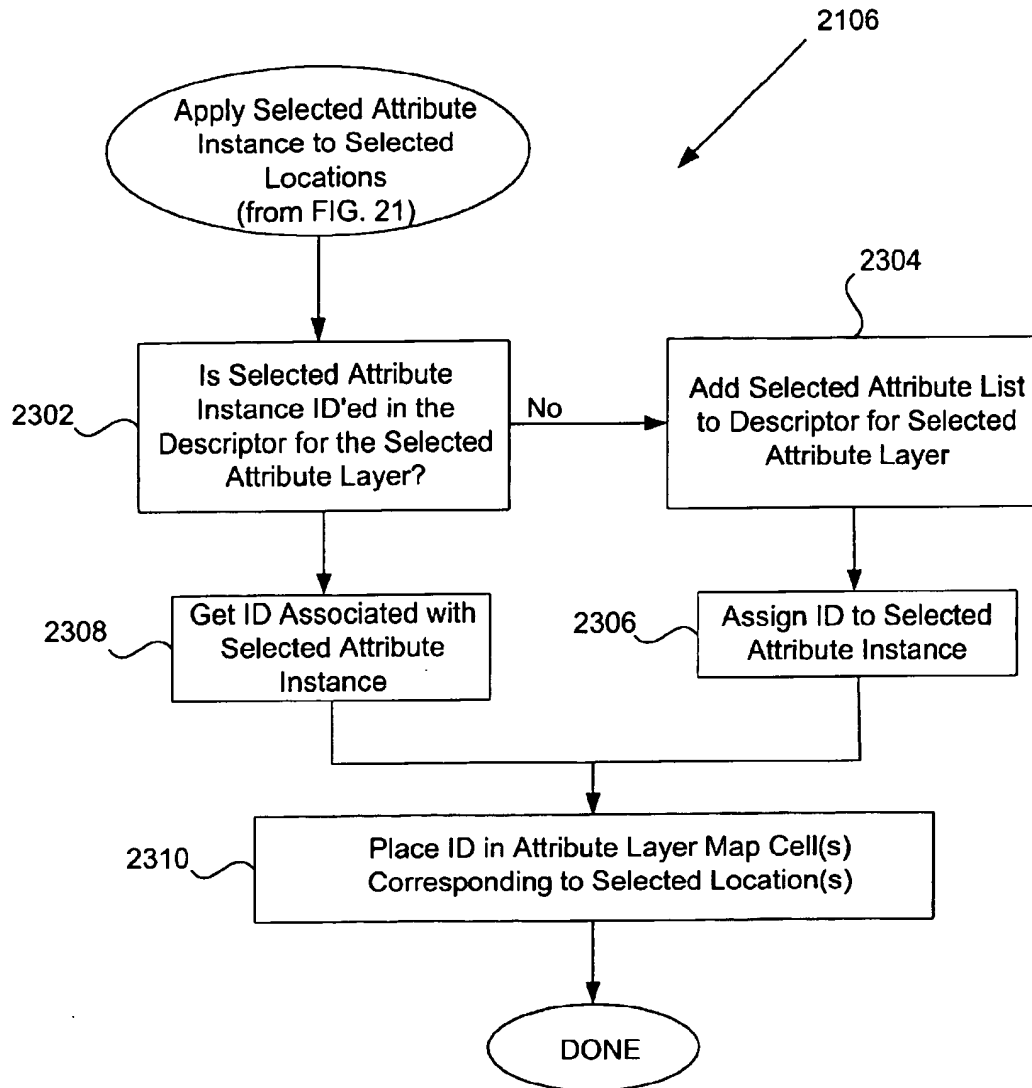 2106
Apply Selected Attribute
Instance to Selected
Locations
(from FIG. 21)
2304
2302
Is Selected Attribute
Instance ID'ed in the
Descriptor for the Selected
Attribute Layer?
No
Add Selected Attribute List
to Descriptor for Selected
Attribute Layer
2308
Get ID Associated with
Selected Attribute
Instance
2306
Assign ID to Selected
Attribute Instance
2310
Place ID in Attribute Layer Map Cell(s)
Corresponding to Selected Location(s)
DONE